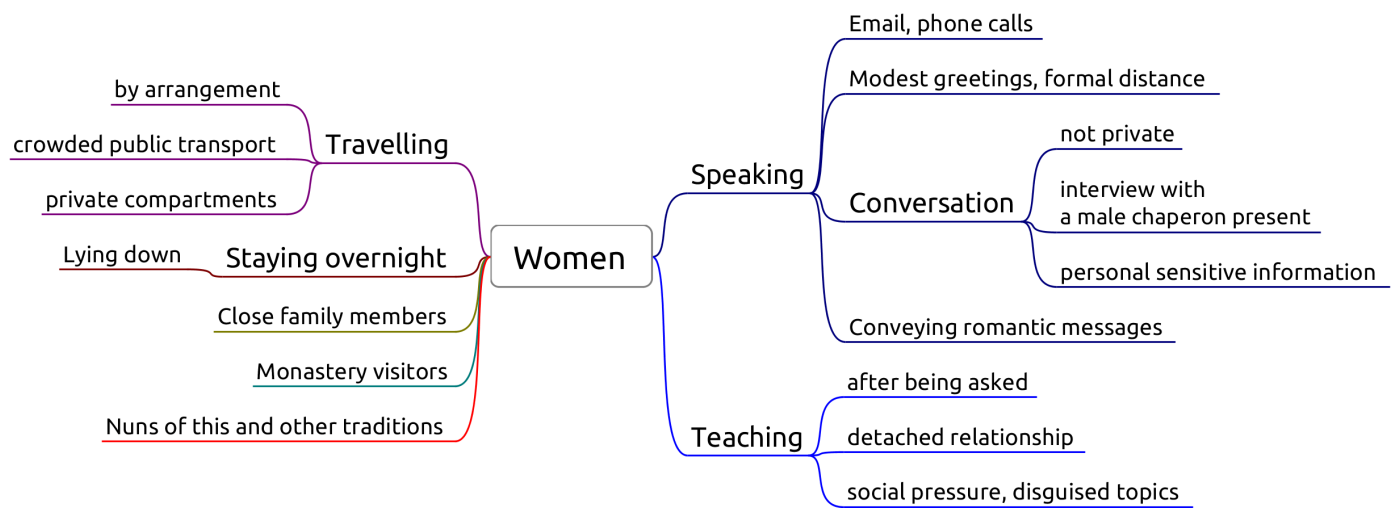 Women
Travelling
by arrangement
crowded public transport
private compartments
Staying overnight
Lying down
Close family members
Monastery visitors
Nuns of this and other traditions
Speaking
Email, phone calls
Modest greetings, formal distance
Conversation
not private
interview with
a male chaperon present
personal sensitive information
Conveying romantic messages
Teaching
after being asked
detached relationship
social pressure, disguised topics